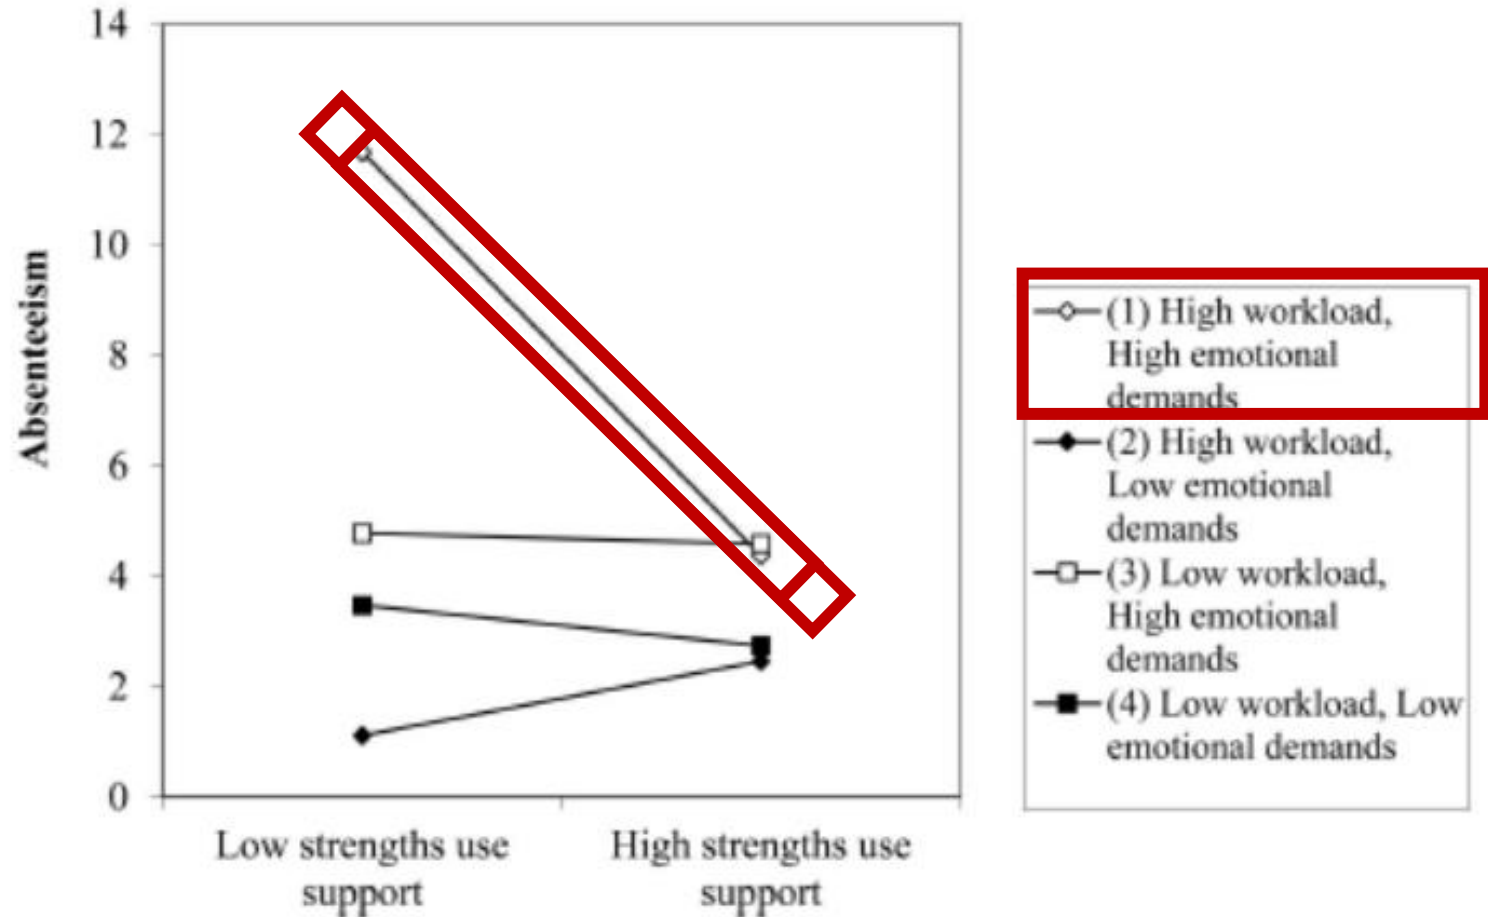 14
12
10
8
6
4
2
0
Absenteeism
Low strengths use
support
High strengths use
support
(1) High workload,
High emotional
demands
(2) High workload,
Low emotional
demands
(3) Low workload,
High emotional
demands
(4) Low workload, Low
emotional demands